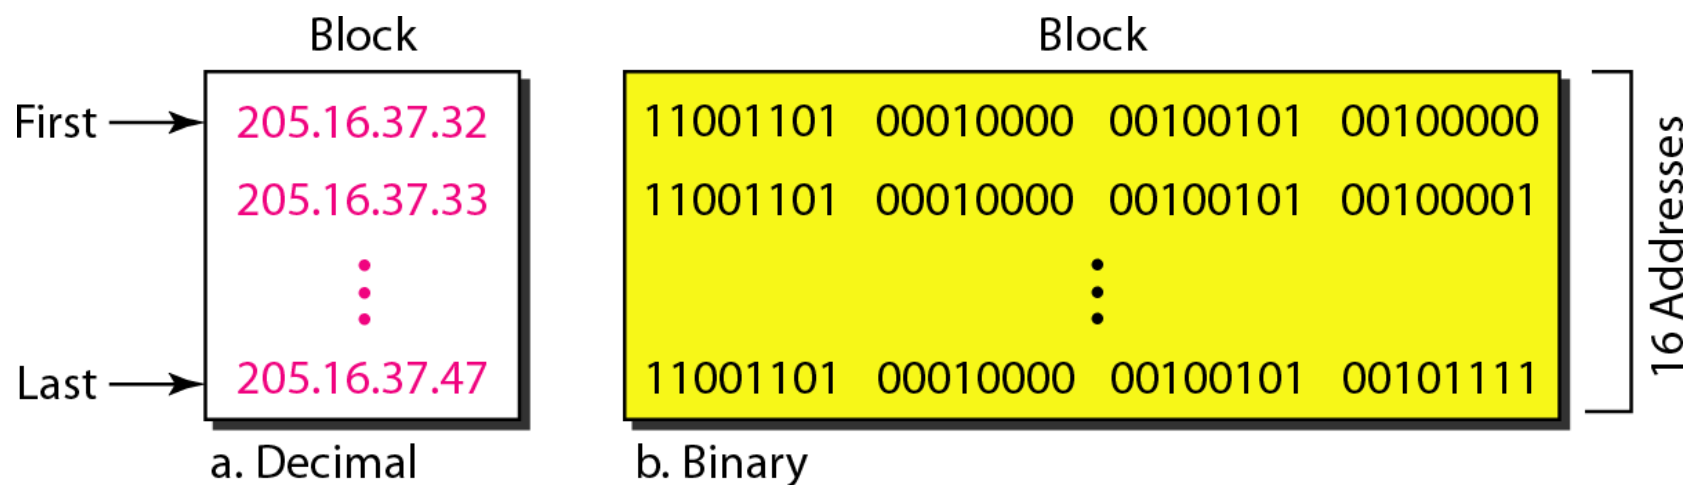 Block
First
205.16.37.32
205.16.37.33
Last
205.16.37.47
a. Decimal
Block
11001101 00010000 00100101 00100000
11001101 00010000 00100101 00100001
11001101 00010000 00100101 00101111
b. Binary
16 Addresses